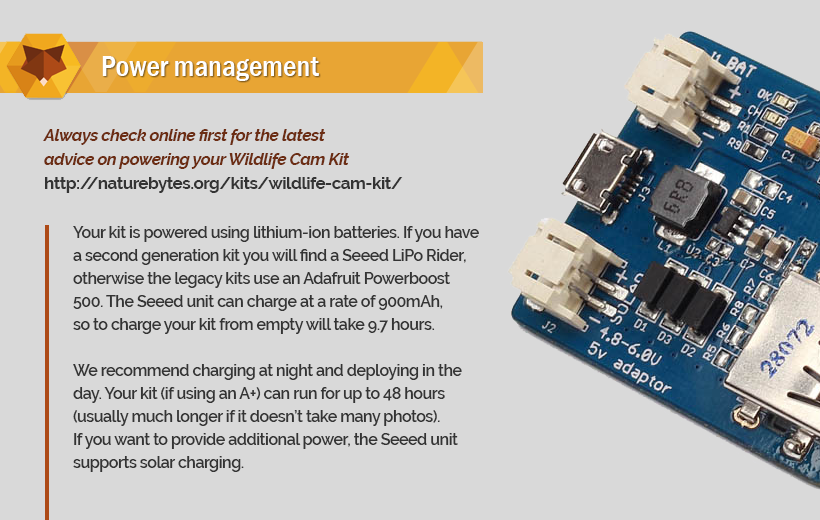 Power management
Always check online first for the latest
advice on powering your Wildlife Cam Kit
http://naturebytes.org/kits/wildlife-cam-kit/
Your kit is powered using lithium-ion batteries. If you have
a second generation kit you will find a Seeed LiPo Rider,
otherwise the legacy kits use an Adafruit Powerboost
500. The Seeed unit can charge at a rate of 900mAh,
so to charge your kit from empty will take 9.7 hours.
We recommend charging at night and deploying in the
day. Your kit (if using an A+) can run for up to 48 hours
(usually much longer if it doesn't take many photos).
If you want to provide additional power, the Seeed unit
supports solar charging.
J1 BAT
+
OK
CH
R1
R9
C1
-
J3
6R8
C4
C5
L1
U2
C3
C7
C6
+
R7
R8
R6
R5
J2
-
D1
D3
D2
4.8-6.0V
5v adaptor
28072